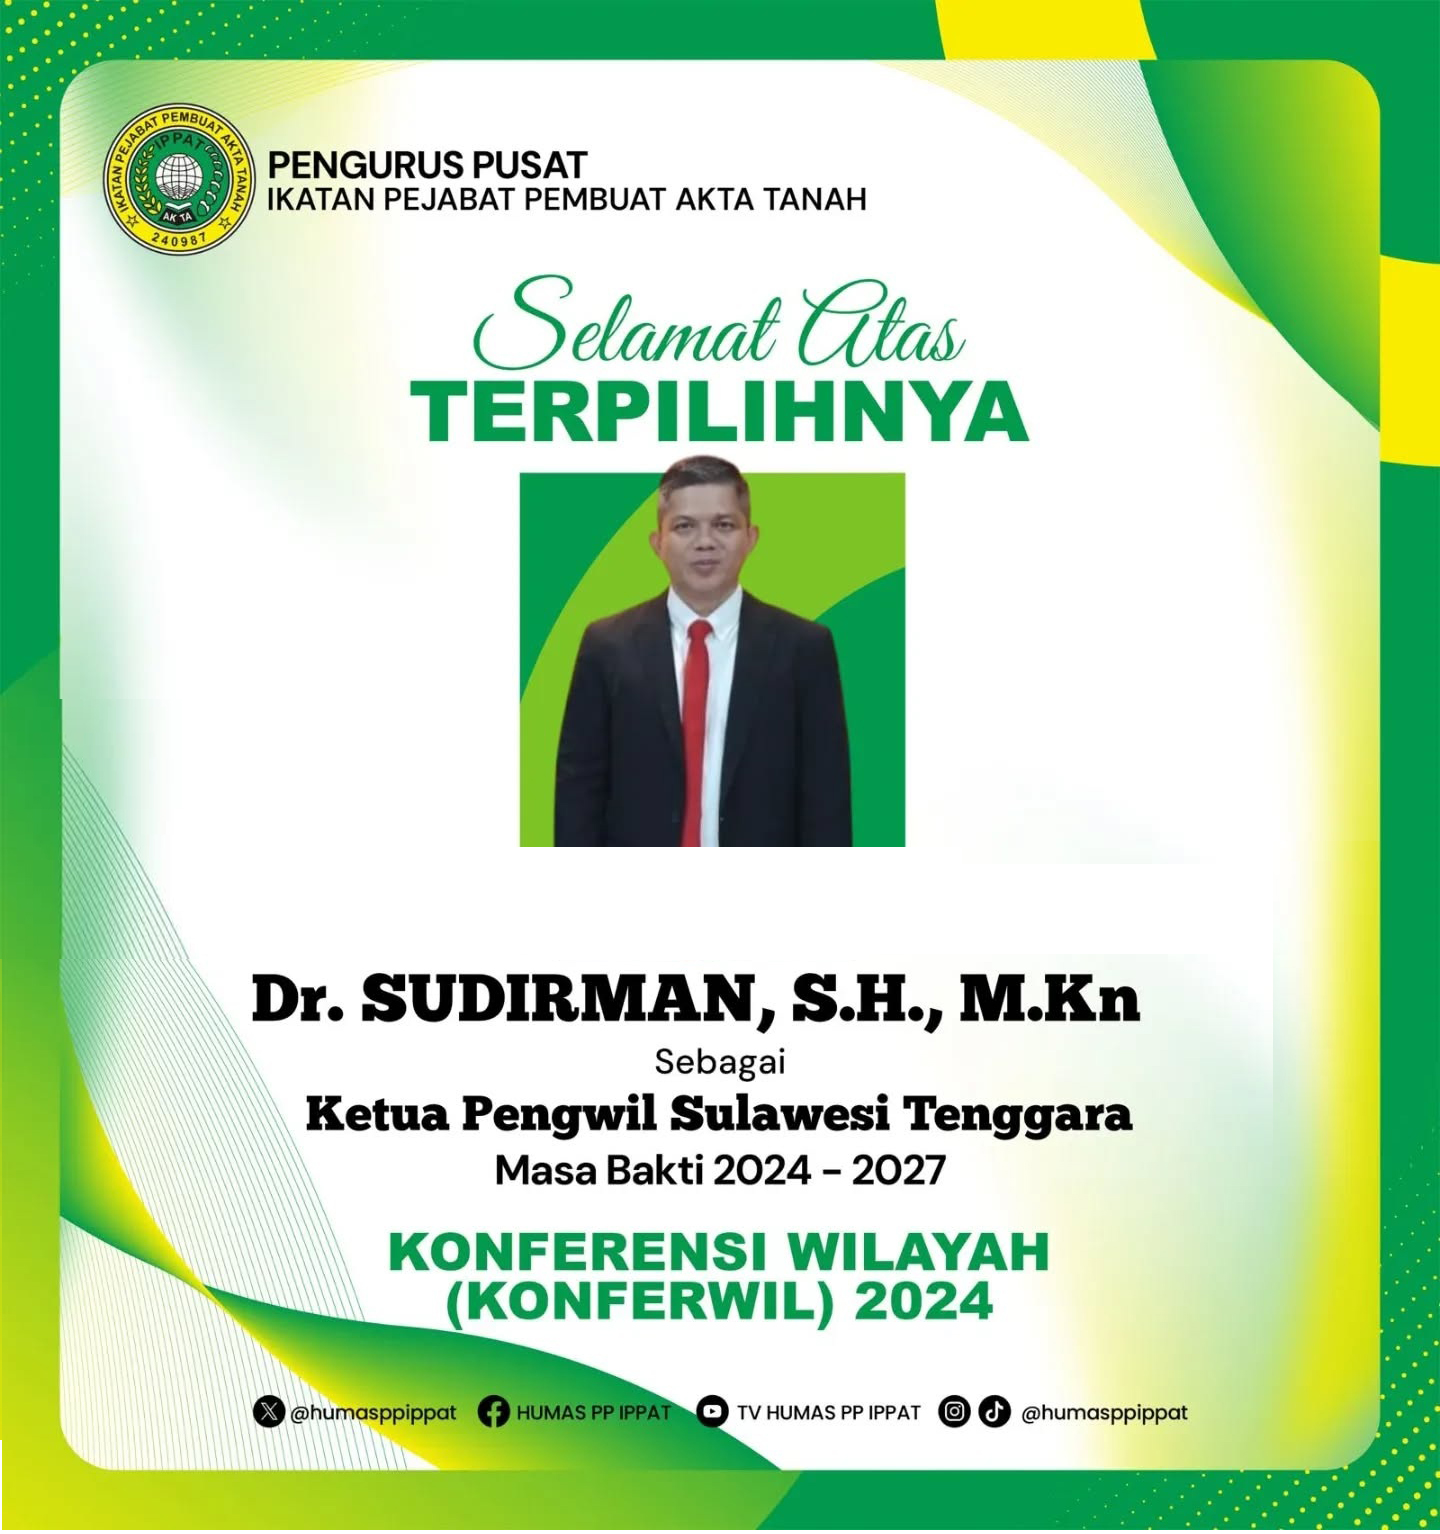 IKATAN PEJABAT PEMBUAT AKTA TANAH
IPPAT
AKTA
240987
PENGURUS PUSAT
IKATAN PEJABAT PEMBUAT AKTA TANAH
Selamat Atas
TERPILIHNYA
Dr. SUDIRMAN, S.H., M.Kn
Sebagai
Ketua Pengwil Sulawesi Tenggara
Masa Bakti 2024 - 2027
KONFERENSI WILAYAH
(KONFERWIL) 2024
@humasppippat HUMAS PP IPPAT TV HUMAS PP IPPAT @humasppippat